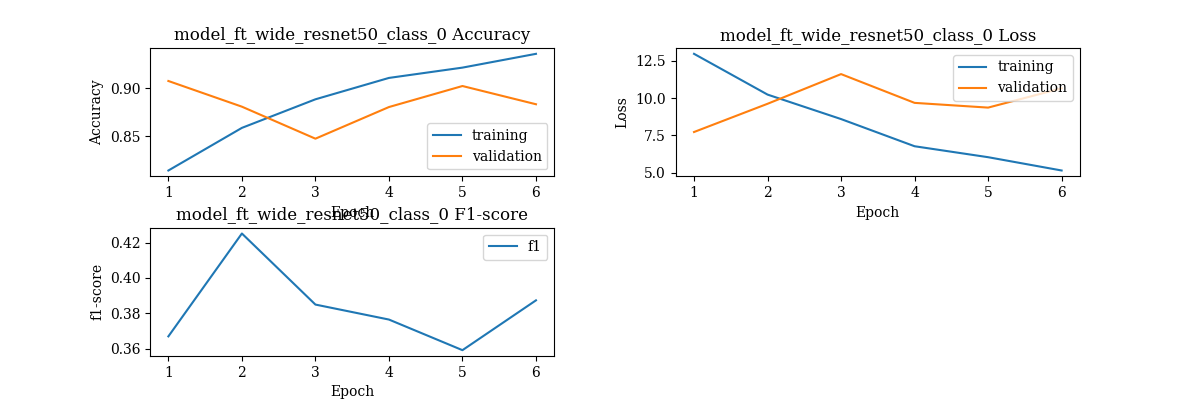 model_ft_wide_resnet50_class_0 Accuracy
Accuracy
0.90
0.85
training
validation
1 2 3 4 5 6
Epoch
model_ft_wide_resnet50_class_0 Loss
Loss
12.5
10.0
7.5
5.0
training
validation
1 2 3 4 5 6
Epoch
model_ft_wide_resnet50_class_0 F1-score
f1-score
0.42
0.40
0.38
0.36
f1
1 2 3 4 5 6
Epoch